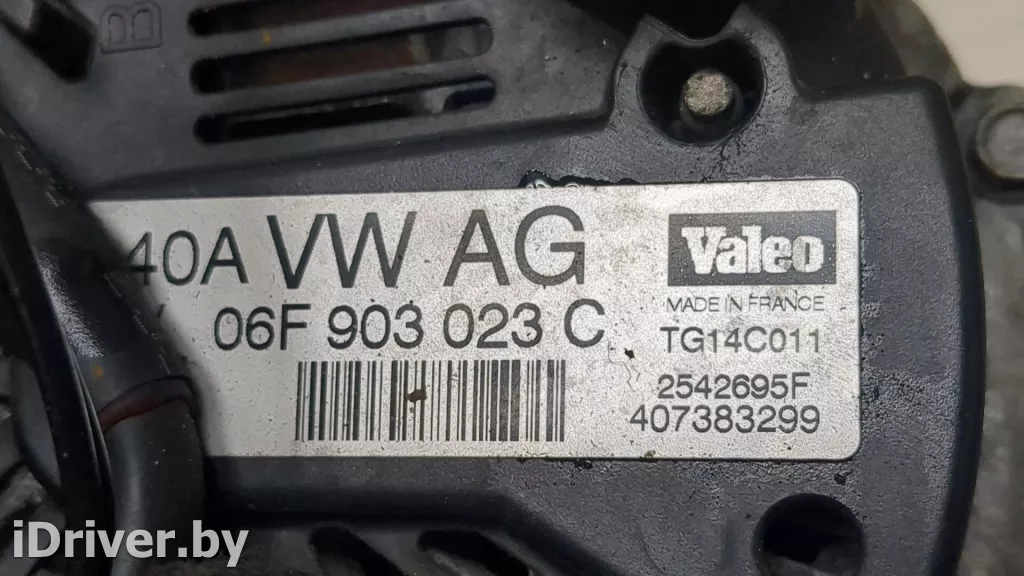 B
40A VW AG
06F 903 023 C
Valeo
MADE IN FRANCE
TG14C011
2542695F
407383299
iDriver.by